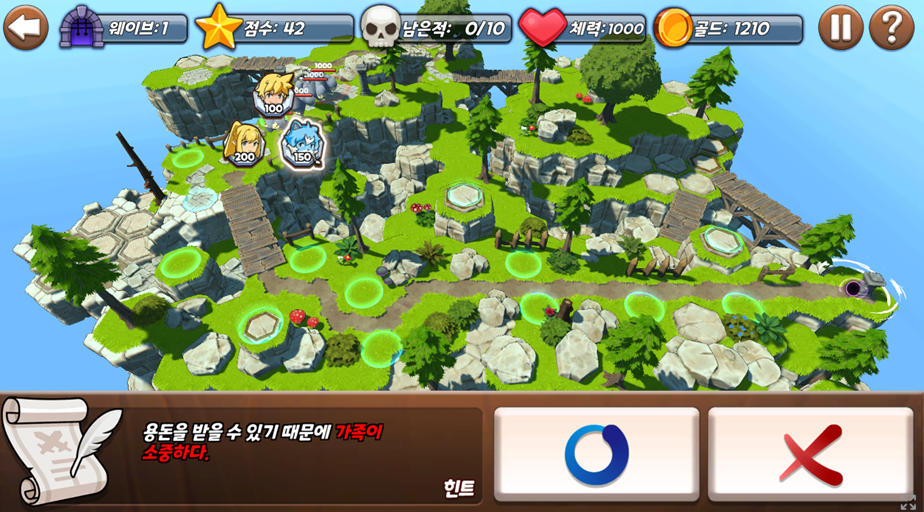 웨이브:1
점수: 42
남은적: 0/10
체력:1000
골드: 1210
?
1000
100
200
150
용돈을 받을 수 있기 때문에 가족이
소중하다.
힌트